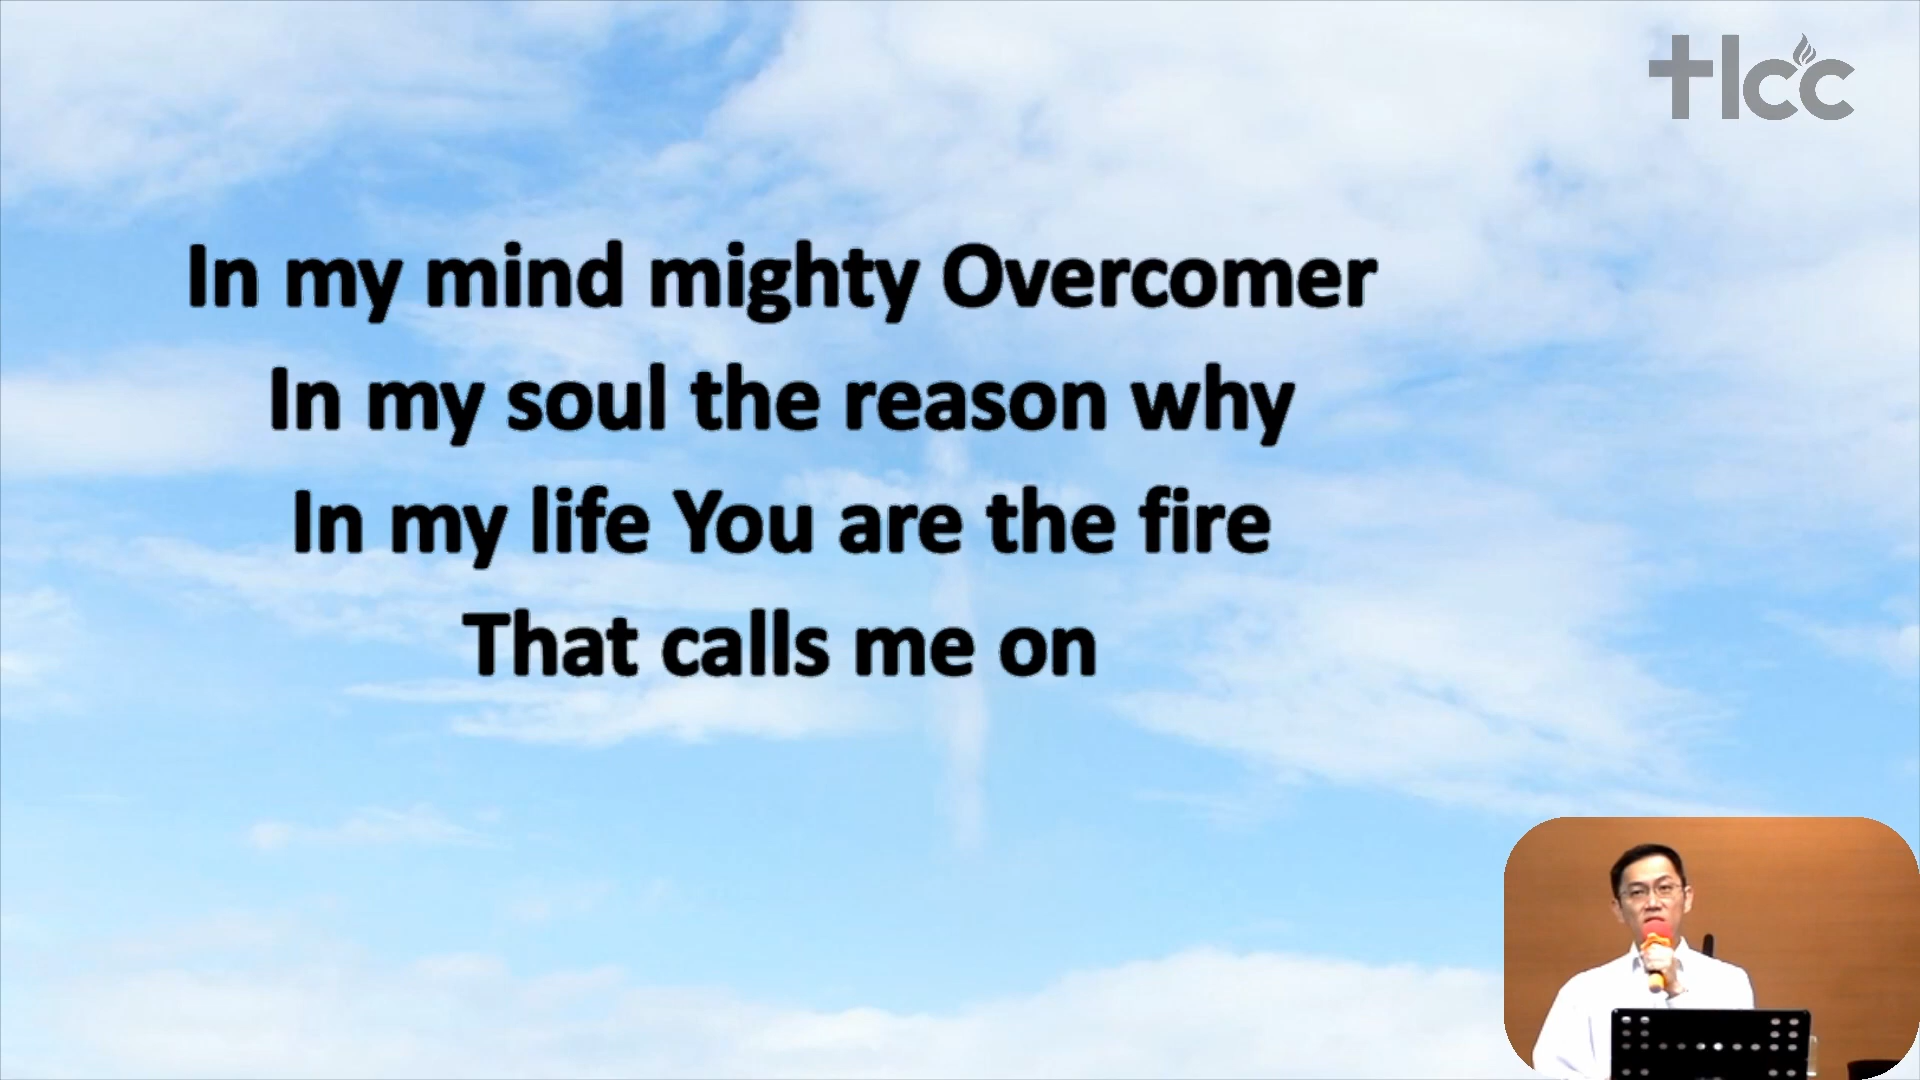 tlcc
In my mind mighty Overcomer
In my soul the reason why
In my life You are the fire
That calls me on